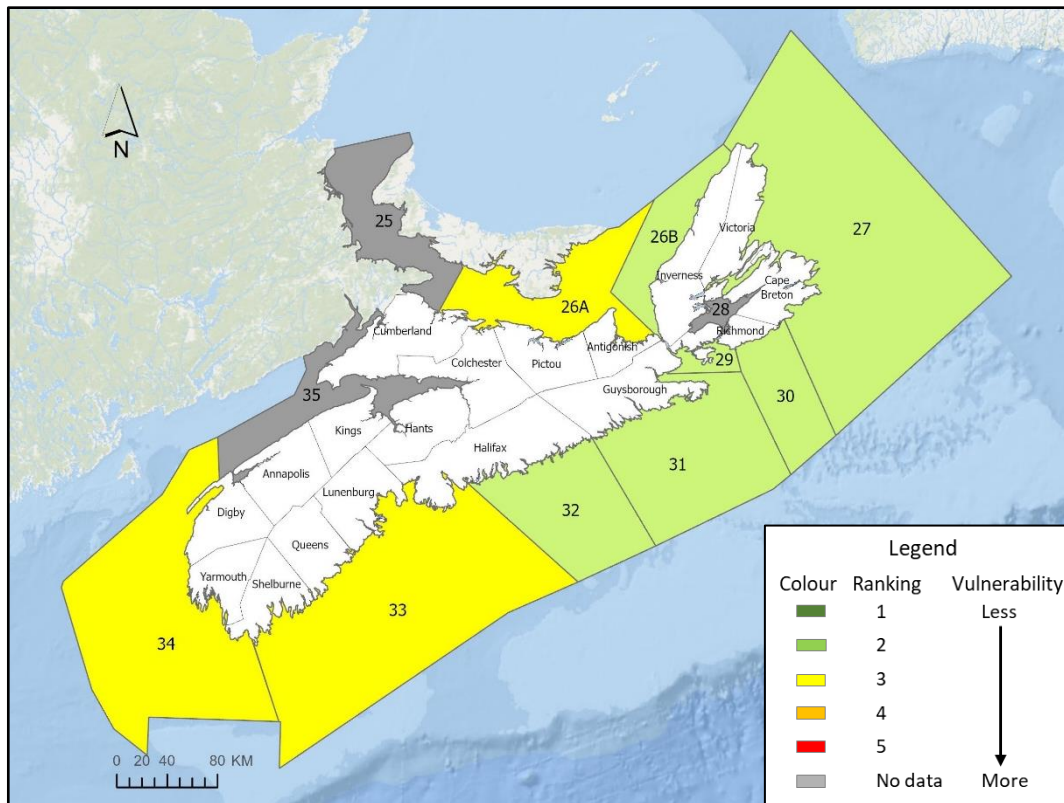 N
25
27
26B
Victoria
Inverness
Cape
Breton
28
Richmond
26A
Cumberland
Antigonish
Colchester
Pictou
29
Guysborough
30
35
Kings
Hants
Halifax
31
Annapolis
Lunenburg
32
Digby
Queens
Yarmouth
Shelburne
33
34
0 20 40 80 KM
Legend
Colour Ranking Vulnerability
1 Less
2
3
4
5
No data More